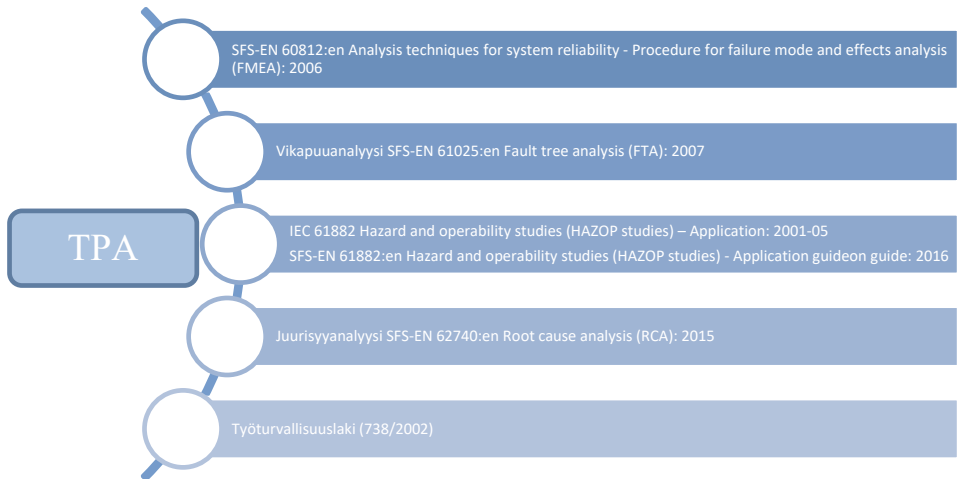 SFS-EN 60812:en Analysis techniques for system reliability - Procedure for failure mode and effects analysis
(FMEA): 2006
Vikapuuanalyysi SFS-EN 61025:en Fault tree analysis (FTA): 2007
TPA
IEC 61882 Hazard and operability studies (HAZOP studies) – Application: 2001-05
SFS-EN 61882:en Hazard and operability studies (HAZOP studies) - Application guideon guide: 2016
Juurisyyanalyysi SFS-EN 62740:en Root cause analysis (RCA): 2015
Työturvallisuuslaki (738/2002)